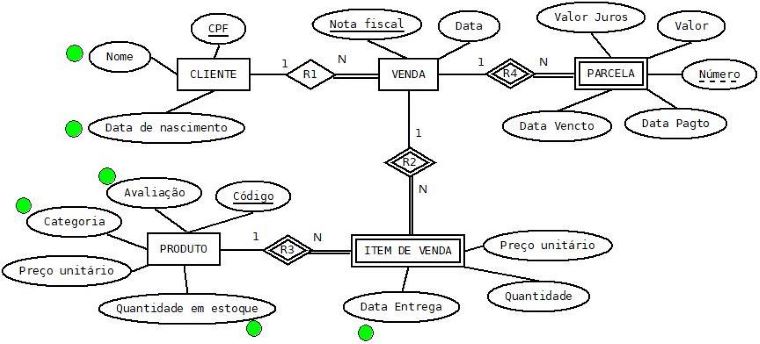 CPF
Nota fiscal
Data
Valor Juros
Valor
Nome
CLIENTE
1
R1
N
VENDA
1
R4
N
PARCELA
Número
Data de nascimento
Data Vencto
Data Pagto
1
R2
N
Avaliação
Código
Categoria
PRODUTO
1
R3
N
ITEM DE VENDA
Preço unitário
Preço unitário
Quantidade em estoque
Data Entrega
Quantidade